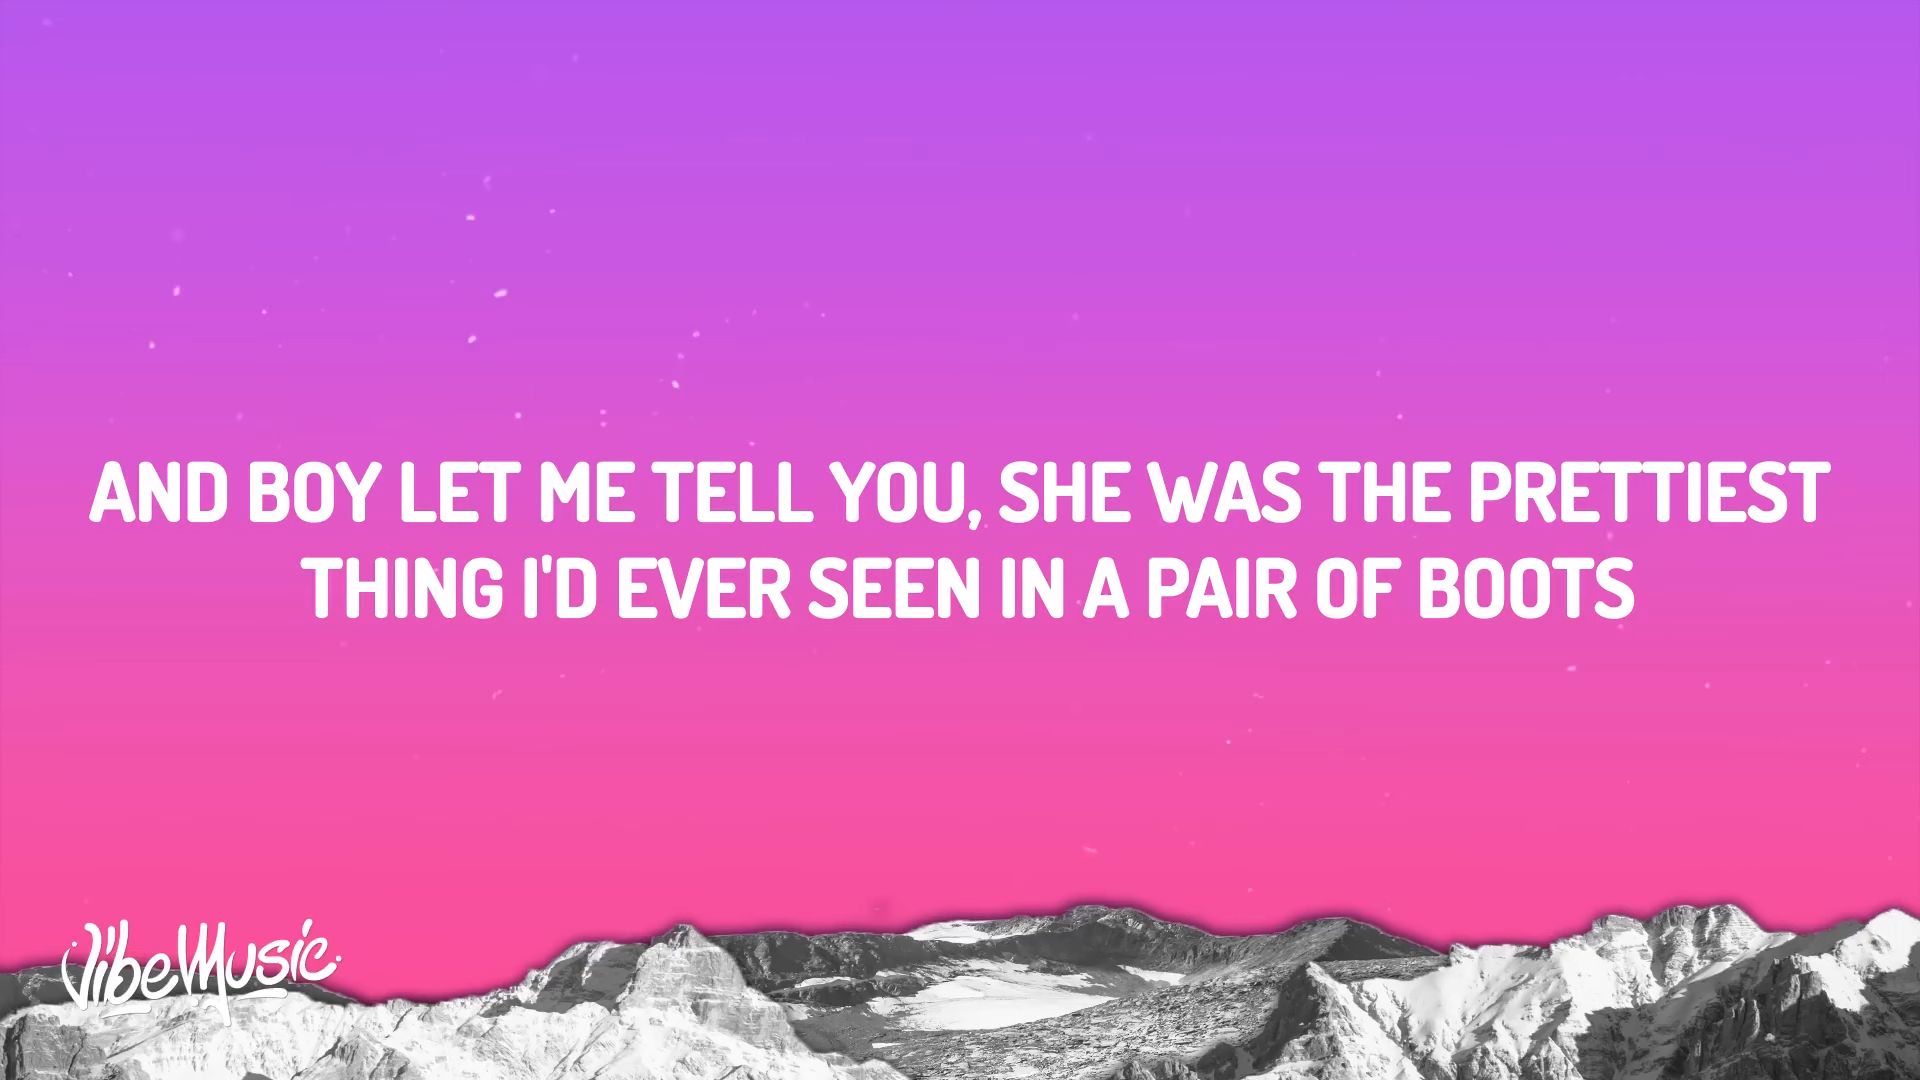 AND BOY LET ME TELL YOU, SHE WAS THE PRETTIEST
THING I'D EVER SEEN IN A PAIR OF BOOTS
VibeMusic